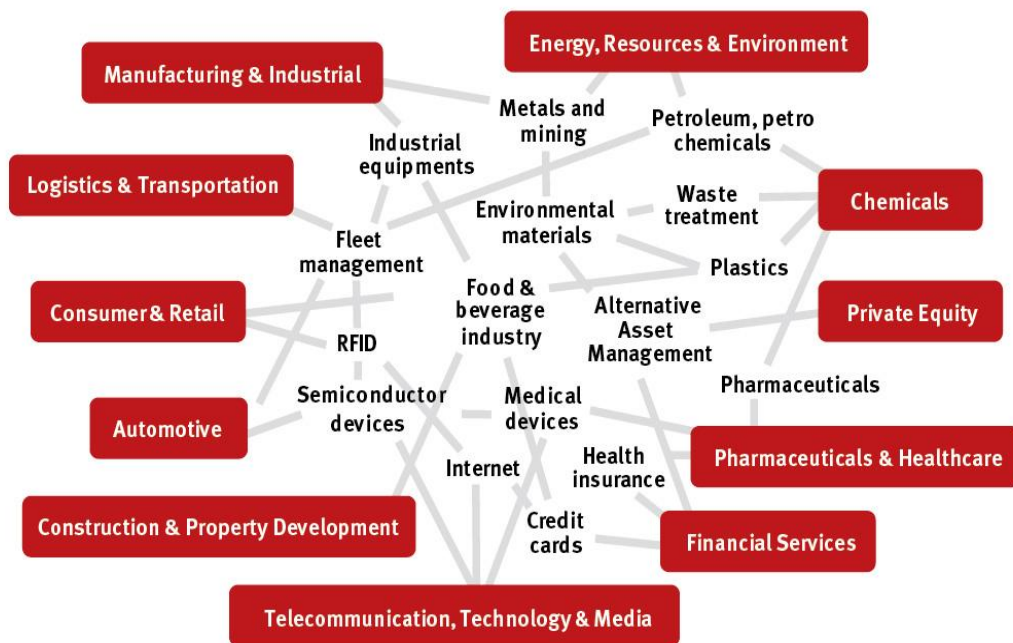 Energy, Resources & Environment
Manufacturing & Industrial
Metals and
mining
Petroleum, petro
chemicals
Industrial
equipments
Logistics & Transportation
Waste
treatment
Chemicals
Environmental
materials
Fleet
management
Plastics
Food &
beverage
industry
Consumer & Retail
Alternative
Asset
Management
Private Equity
RFID
Pharmaceuticals
Semiconductor
devices
Medical
devices
Automotive
Internet
Health
insurance
Pharmaceuticals & Healthcare
Construction & Property Development
Credit
cards
Financial Services
Telecommunication, Technology & Media